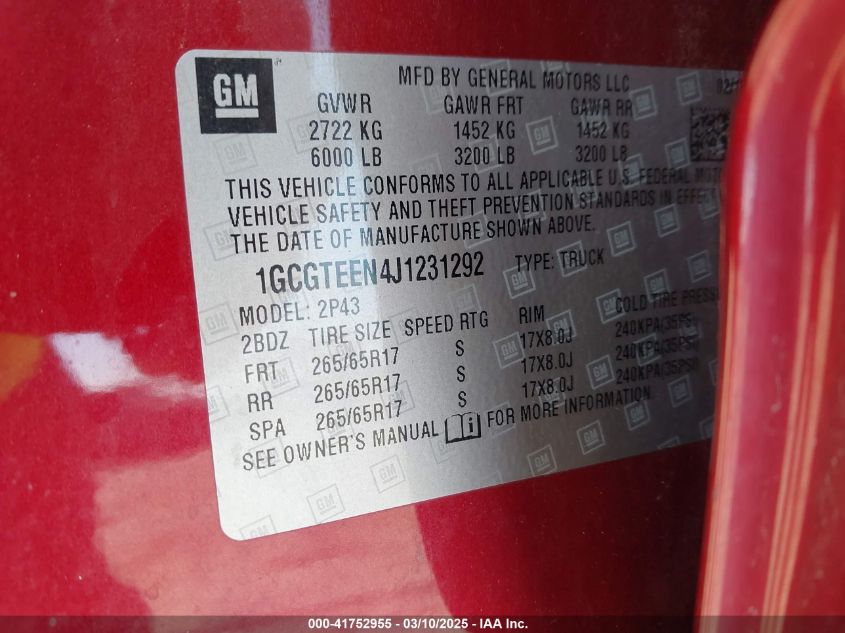 GM
MFD BY GENERAL MOTORS LLC 02/
GVWR GAWR FRT GAWR RR
2722 KG 1452 KG 1452 KG
6000 LB 3200 LB 3200 LB
THIS VEHICLE CONFORMS TO ALL APPLICABLE U.S. FEDERAL
VEHICLE SAFETY AND THEFT PREVENTION STANDARDS IN EFFECT
THE DATE OF MANUFACTURE SHOWN ABOVE.
1GCGTEEN4J1231292 TYPE: TRUCK
MODEL: 2P43
2BDZ TIRE SIZE SPEED RTG RIM COLD TIRE
FRT 265/65R17 S 17X8.0J 240KPA(35PSI
RR 265/65R17 S 17X8.0J 240KPA(35PSI)
SPA 265/65R17 S 17X8.0J 240KPA(35PSI)
SEE OWNER'S MANUAL FOR MORE INFORMATION.
000-41752955 - 03/10/2025 - IAA Inc.